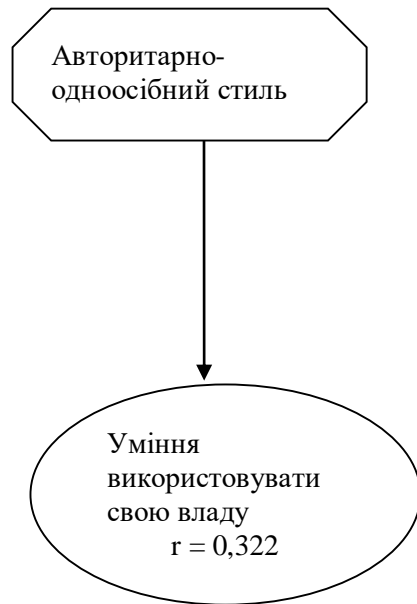 Авторитарно-
одноосібний стиль
Уміння
використовувати
свою владу
r = 0,322